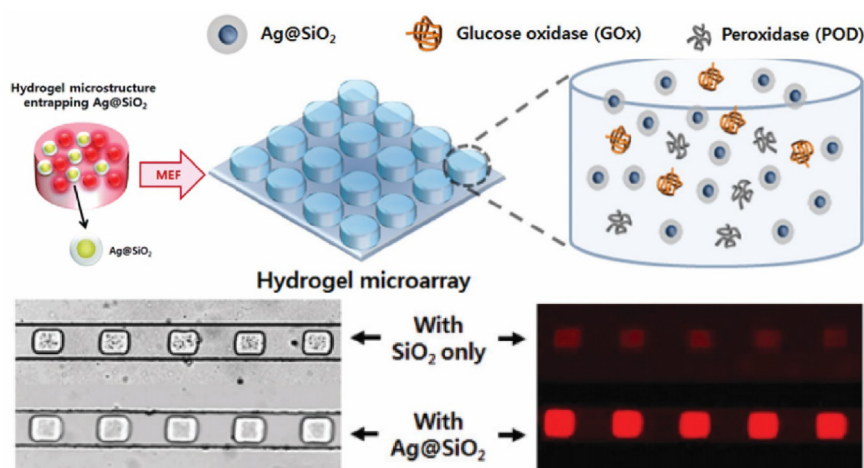 Ag@SiO₂ Glucose oxidase (GOx) Peroxidase (POD)
Hydrogel microstructure
entrapping Ag@SiO₂
MEF
Ag@SiO₂
Hydrogel microarray
With
SiO₂ only
With
Ag@SiO₂